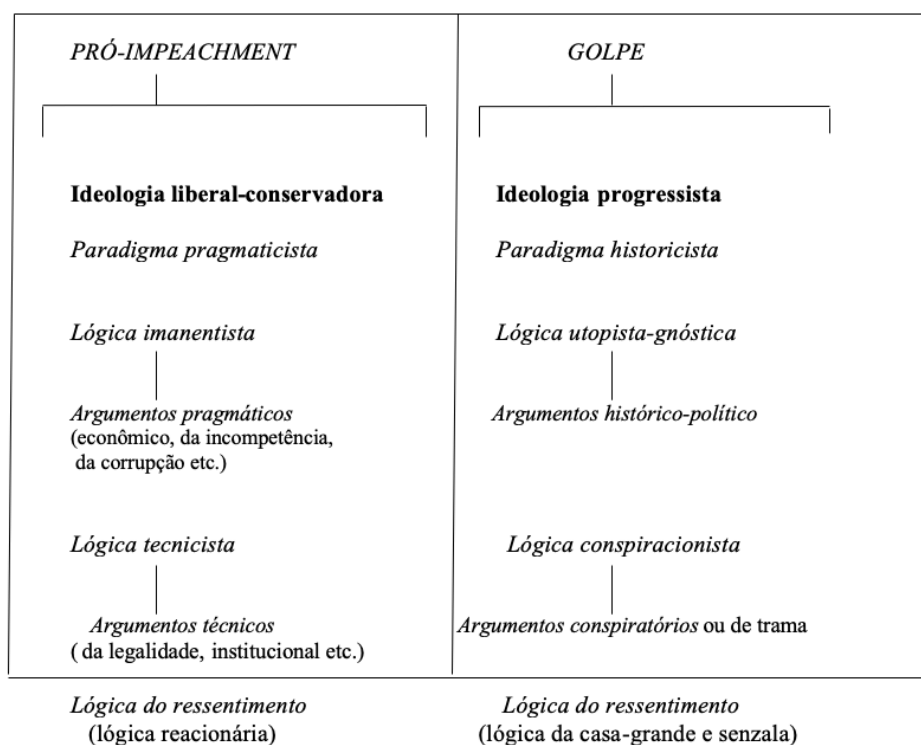 PRÓ-IMPEACHMENT
Ideologia liberal-conservadora
Paradigma pragmaticista
Lógica imanentista
Argumentos pragmáticos
(econômico, da incompetência,
da corrupção etc.)
Lógica tecnicista
Argumentos técnicos
( da legalidade, institucional etc.)
Lógica do ressentimento
(lógica reacionária)
GOLPE
Ideologia progressista
Paradigma historicista
Lógica utopista-gnóstica
Argumentos histórico-político
Lógica conspiracionista
Argumentos conspiratórios ou de trama
Lógica do ressentimento
(lógica da casa-grande e senzala)